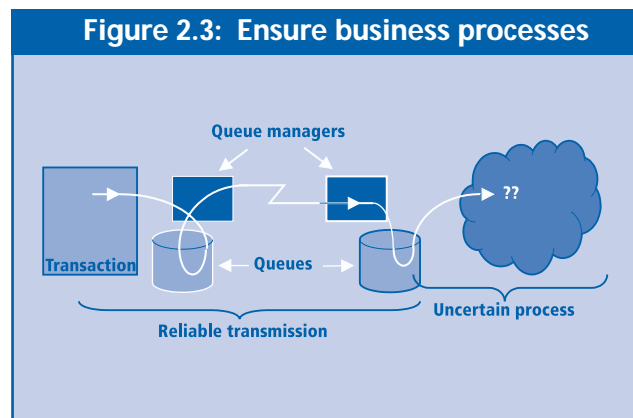 Figure 2.3: Ensure business processes
Queue managers
??
Transaction
Queues
Uncertain process
Reliable transmission